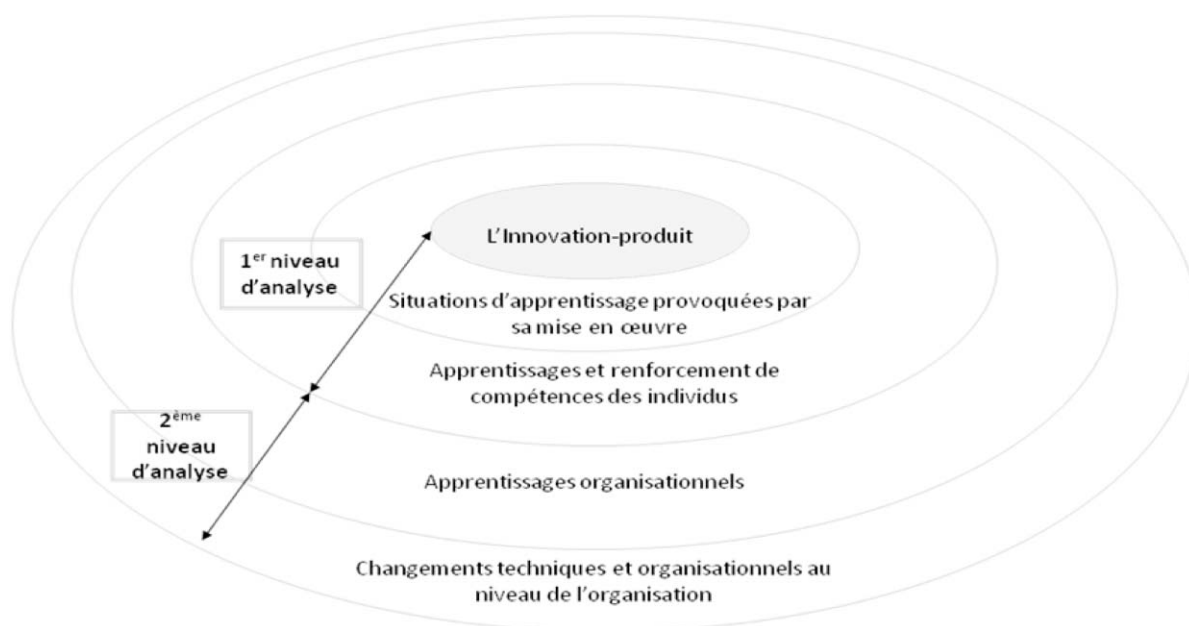 L'Innovation-produit
1er niveau
d'analyse
Situations d'apprentissage provoquées par
sa mise en œuvre
Apprentissages et renforcement de
compétences des individus
2ème
niveau
d'analyse
Apprentissages organisationnels
Changements techniques et organisationnels au
niveau de l'organisation